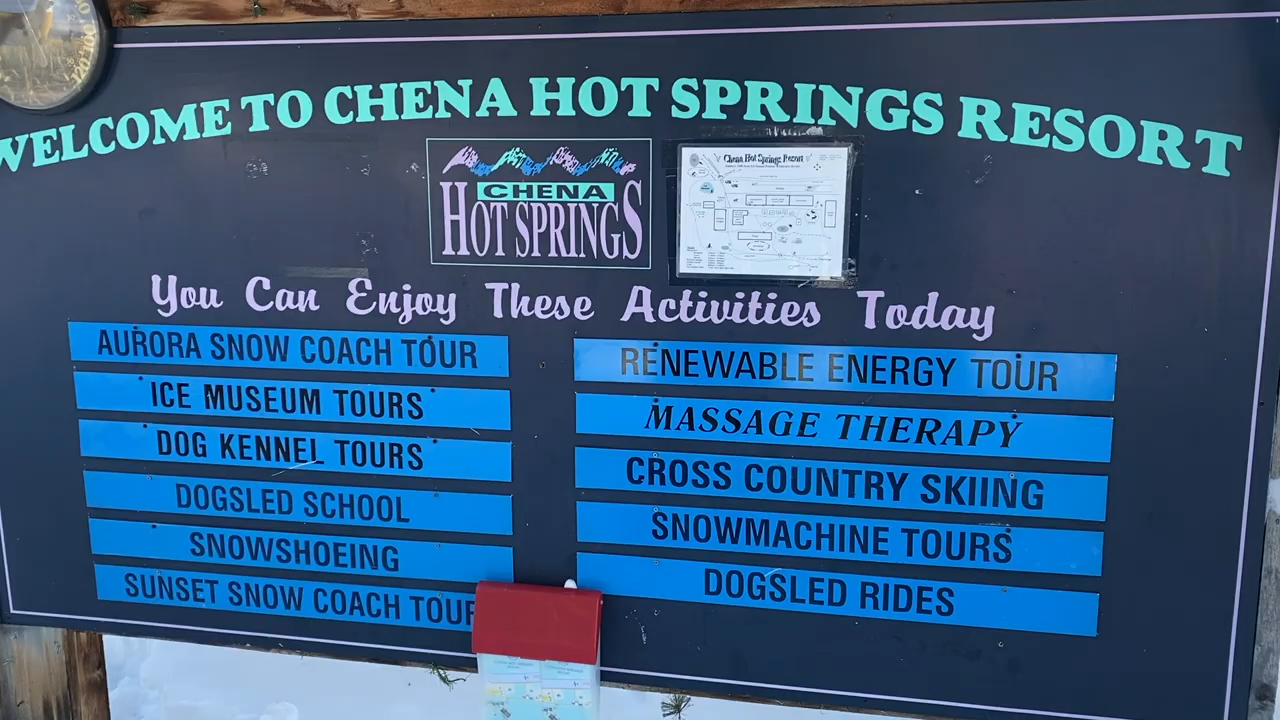 WELCOME TO CHENA HOT SPRINGS RESORT
CHENA
HOT SPRINGS
Chena Hot Springs Resort
You Can Enjoy These Activities Today
AURORA SNOW COACH TOUR
ICE MUSEUM TOURS
DOG KENNEL TOURS
DOGSLED SCHOOL
SNOWSHOEING
SUNSET SNOW COACH TOUR
RENEWABLE ENERGY TOUR
MASSAGE THERAPY
CROSS COUNTRY SKIING
SNOWMACHINE TOURS
DOGSLED RIDES